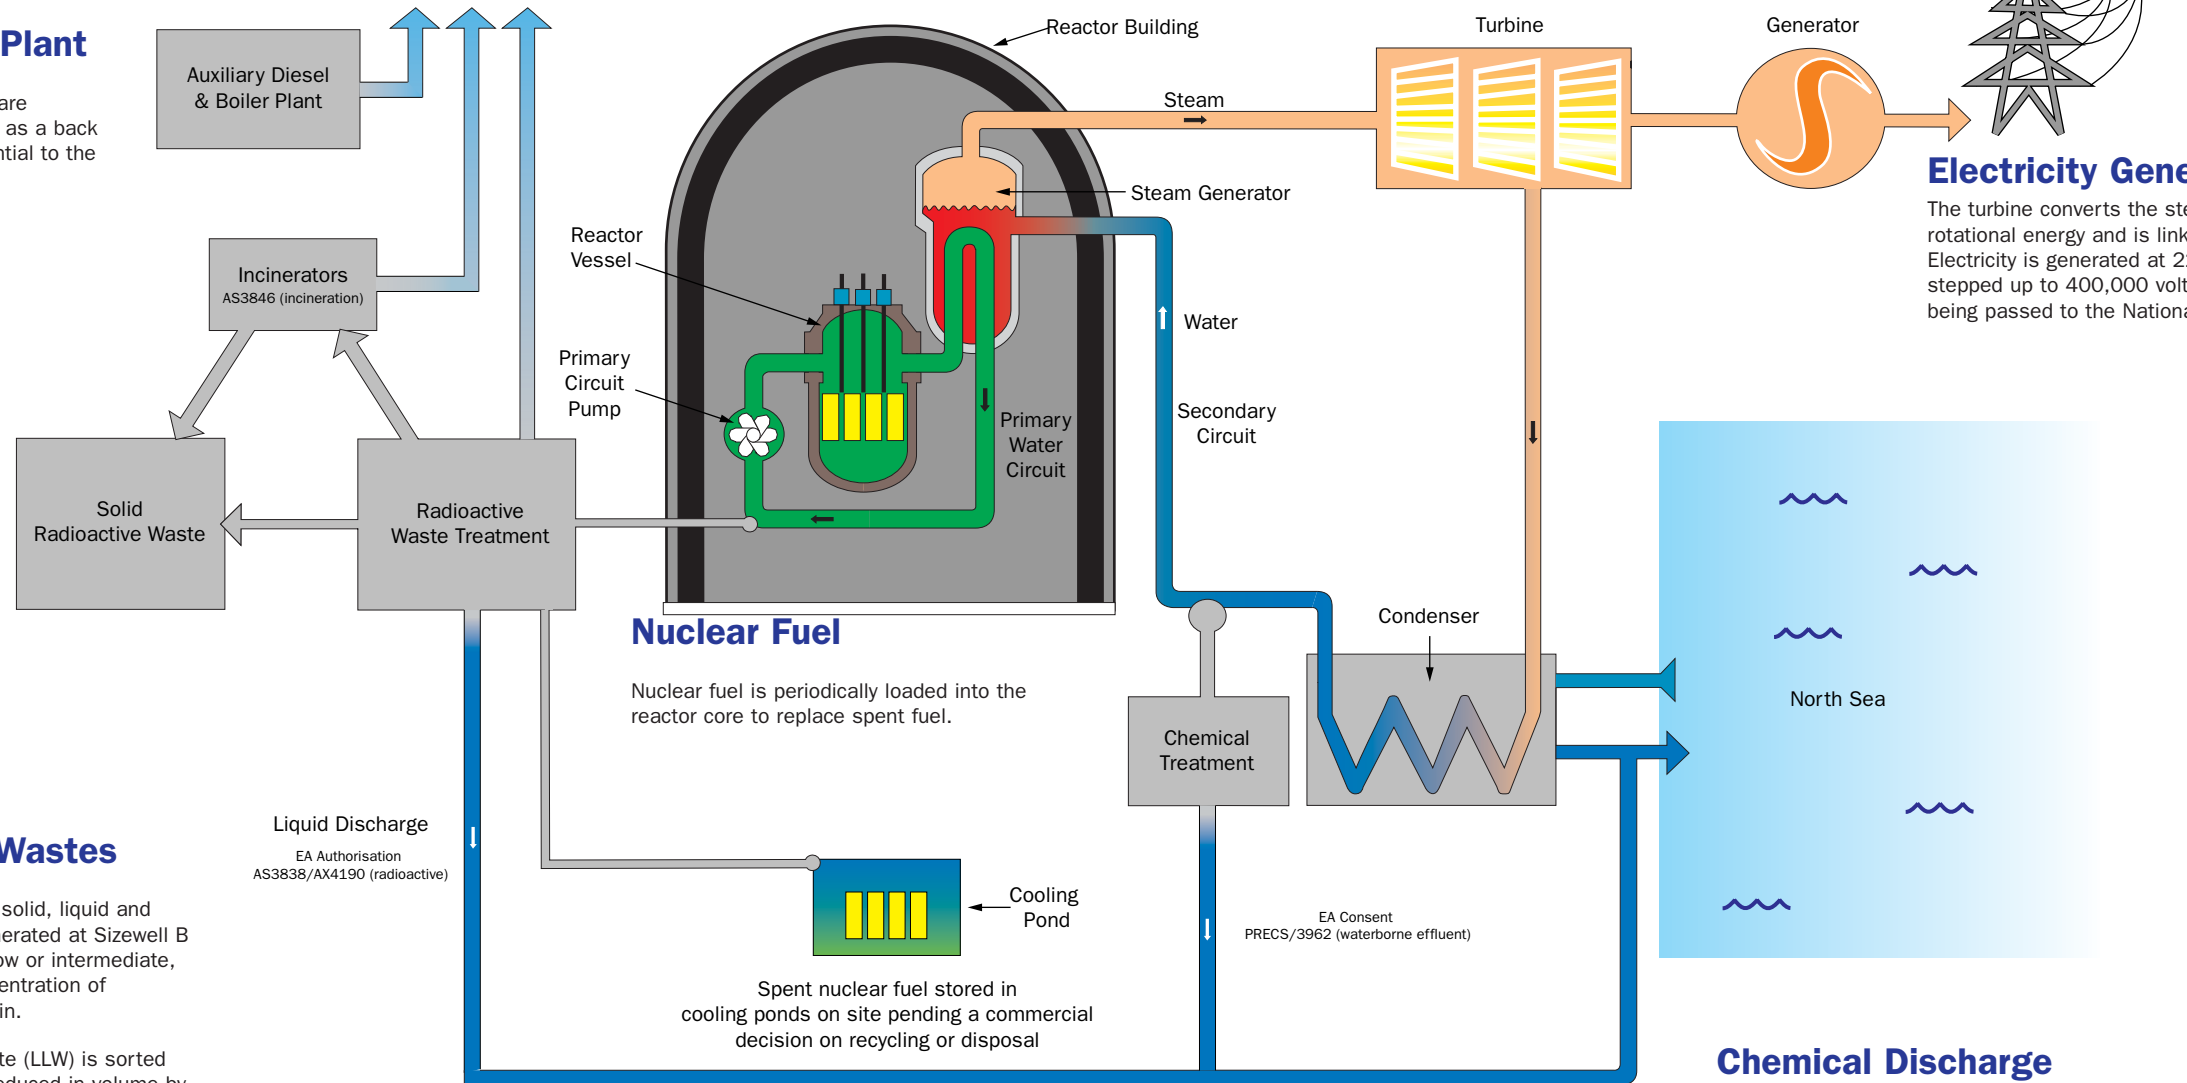 Plant
are
as a back
ntial to the
Auxiliary Diesel
& Boiler Plant
Incinerators
AS3846 (incineration)
Solid
Radioactive Waste
Radioactive
Waste Treatment
Reactor Building
Reactor
Vessel
Primary
Circuit
Pump
Steam
Steam Generator
Primary
Water
Circuit
Water
Secondary
Circuit
Turbine
Generator
Electricity Gene
The turbine converts the ste
rotational energy and is link
Electricity is generated at 2
stepped up to 400,000 volt
being passed to the Nationa
Nuclear Fuel
Nuclear fuel is periodically loaded into the
reactor core to replace spent fuel.
Condenser
Chemical
Treatment
North Sea
Liquid Discharge
EA Authorisation
AS3838/AX4190 (radioactive)
Wastes
solid, liquid and
nerated at Sizewell B
ow or intermediate,
entration of
in.
te (LLW) is sorted
educed in volume by
Cooling
Pond
Spent nuclear fuel stored in
cooling ponds on site pending a commercial
decision on recycling or disposal
EA Consent
PRECS/3962 (waterborne effluent)
Chemical Discharge